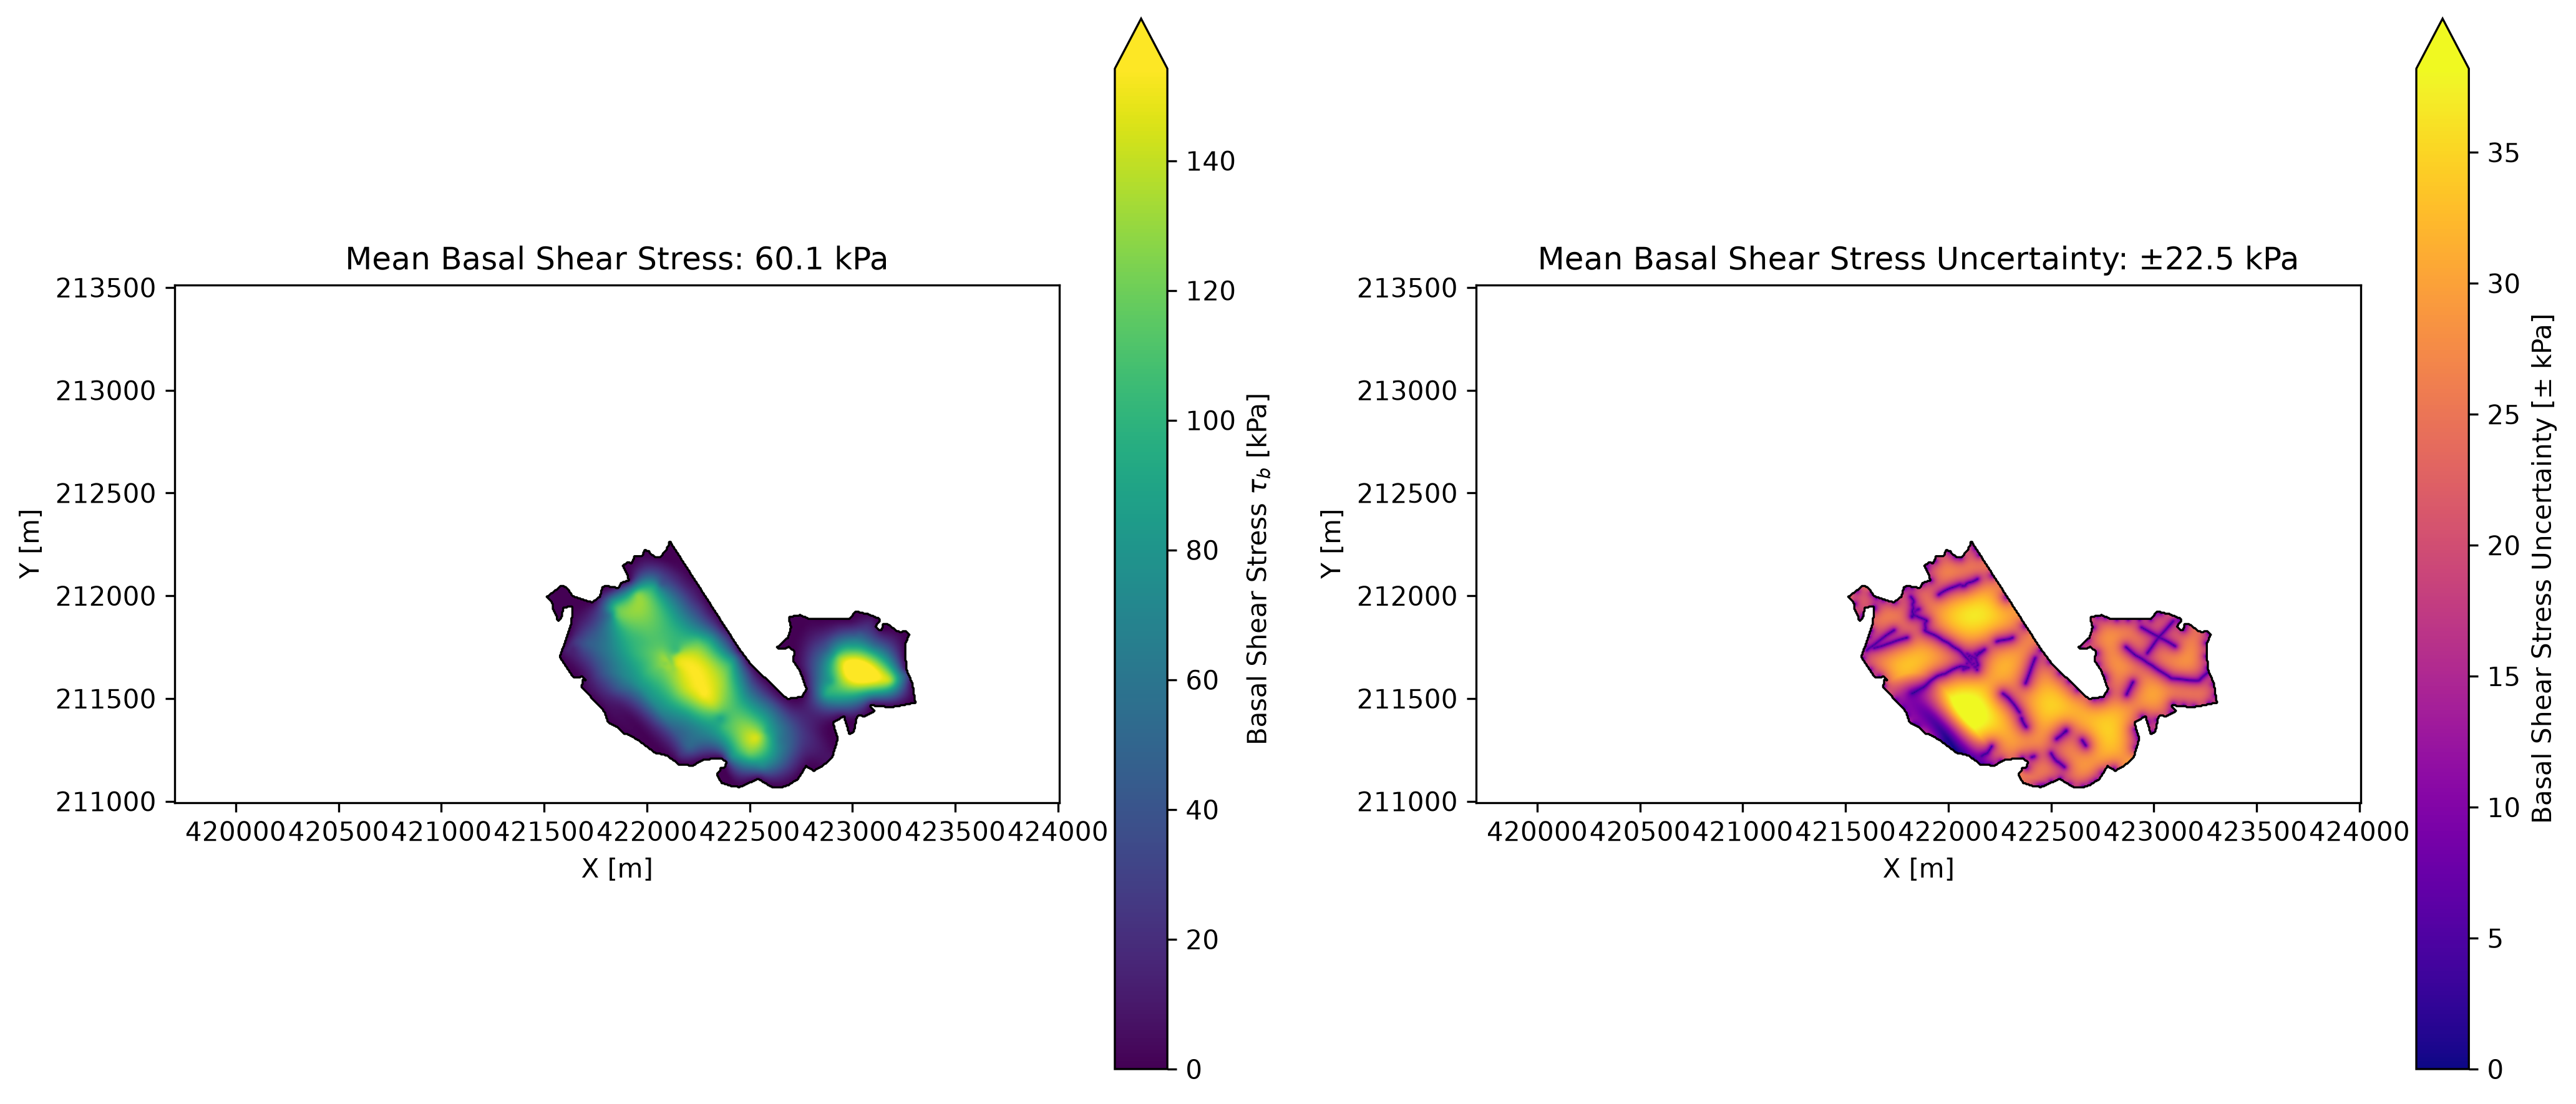 Mean Basal Shear Stress: 60.1 kPa
213500
213000
212500
212000
211500
211000
Y [m]
420000 420500 421000 421500 422000 422500 423000 423500 424000
X [m]
140
120
100
80
60
40
20
0
Basal Shear Stress τb [kPa]
Mean Basal Shear Stress Uncertainty: ±22.5 kPa
213500
213000
212500
212000
211500
211000
Y [m]
420000 420500 421000 421500 422000 422500 423000 423500 424000
X [m]
35
30
25
20
15
10
5
0
Basal Shear Stress Uncertainty [± kPa]